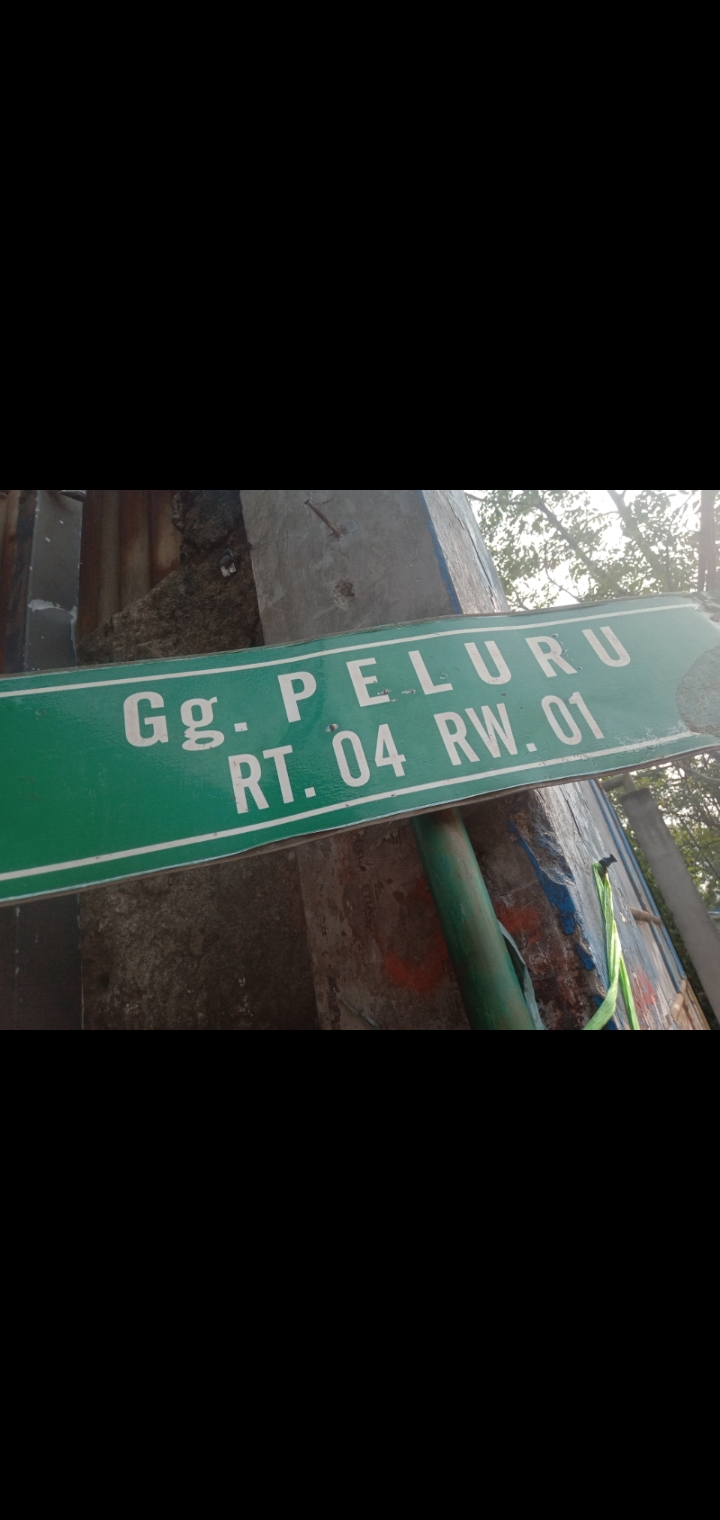 Gg. PELURU
RT. 04 RW. 01